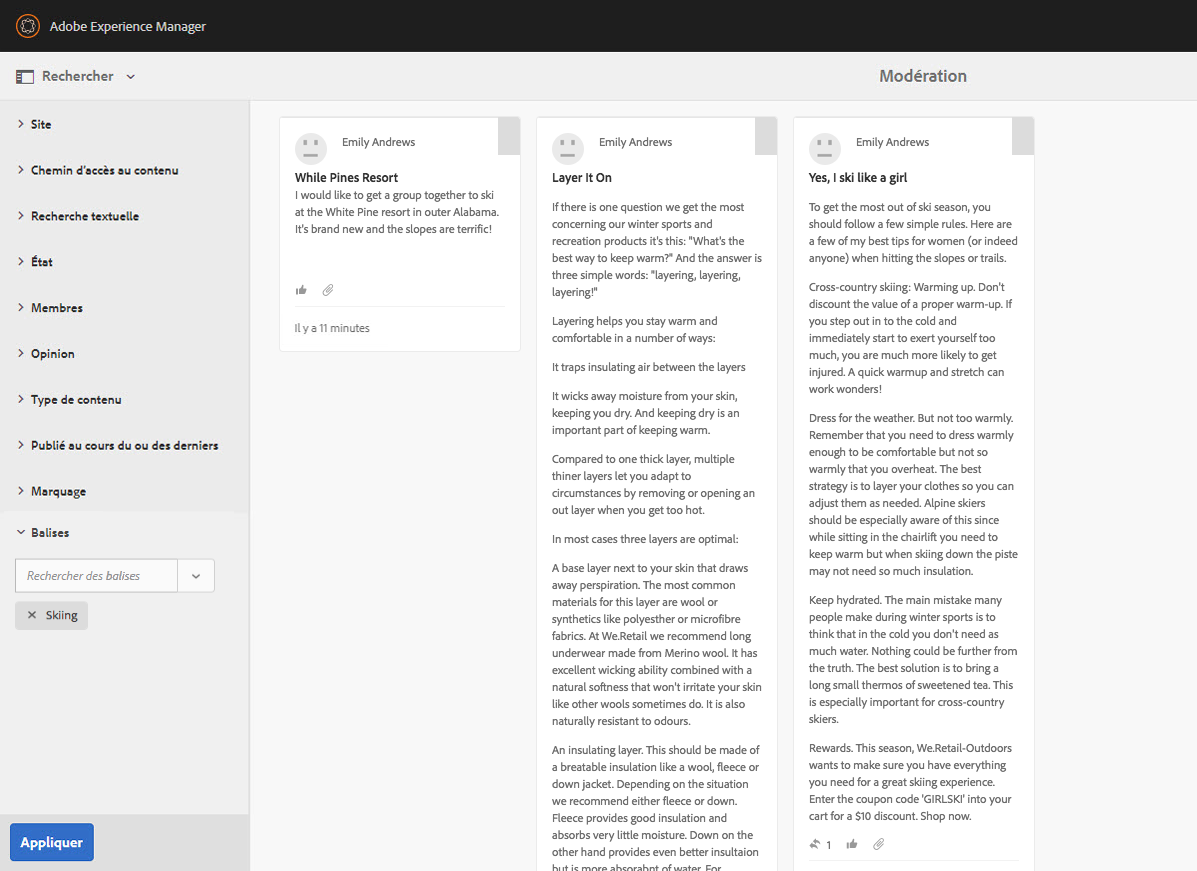 Adobe Experience Manager
Rechercher
Modération
Site
Chemin d'accès au contenu
Recherche textuelle
État
Membres
Opinion
Type de contenu
Publié au cours du ou des derniers
Marquage
Balises
Rechercher des balises
Skiing
Appliquer
Emily Andrews
While Pines Resort
I would like to get a group together to ski
at the White Pine resort in outer Alabama.
It's brand new and the slopes are terrific!
Il y a 11 minutes
Emily Andrews
Layer It On
If there is one question we get the most
concerning our winter sports and
recreation products it's this: "What's the
best way to keep warm?" And the answer is
three simple words: "layering, layering,
layering!"
Layering helps you stay warm and
comfortable in a number of ways:
It traps insulating air between the layers
It wicks away moisture from your skin,
keeping you dry. And keeping dry is an
important part of keeping warm.
Compared to one thick layer, multiple
thiner layers let you adapt to
circumstances by removing or opening an
out layer when you get too hot.
In most cases three layers are optimal:
A base layer next to your skin that draws
away perspiration. The most common
materials for this layer are wool or
synthetics like polyesther or microfibre
fabrics. At We.Retail we recommend long
underwear made from Merino wool. It has
excellent wicking ability combined with a
natural softness that won't irritate your skin
like other wools sometimes do. It is also
naturally resistant to odours.
An insulating layer. This should be made of
a breatable insulation like a wool, fleece or
down jacket. Depending on the situation
we recommend either fleece or down.
Fleece provides good insulation and
absorbs very little moisture. Down on the
other hand provides even better insultaion
but is more absorabnt of water. For
Emily Andrews
Yes, I ski like a girl
To get the most out of ski season, you
should follow a few simple rules. Here are
a few of my best tips for women (or indeed
anyone) when hitting the slopes or trails.
Cross-country skiing: Warming up. Don't
discount the value of a proper warm-up. If
you step out in to the cold and
immediately start to exert yourself too
much, you are much more likely to get
injured. A quick warmup and stretch can
work wonders!
Dress for the weather. But not too warmly.
Remember that you need to dress warmly
enough to be comfortable but not so
warmly that you overheat. The best
strategy is to layer your clothes so you can
adjust them as needed. Alpine skiers
should be especially aware of this since
while sitting in the chairlift you need to
keep warm but when skiing down the piste
may not need so much insulation.
Keep hydrated. The main mistake many
people make during winter sports is to
think that in the cold you don't need as
much water. Nothing could be further from
the truth. The best solution is to bring a
long small thermos of sweetened tea. This
is especially important for cross-country
skiers.
Rewards. This season, We.Retail-Outdoors
wants to make sure you have everything
you need for a great skiing experience.
Enter the coupon code 'GIRLSKI' into your
cart for a $10 discount. Shop now.
1